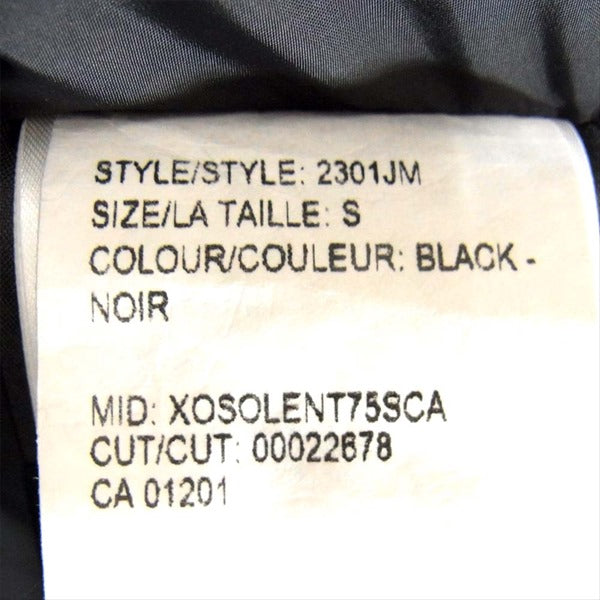 STYLE/STYLE: 2301JM
SIZE/LA TAILLE: S
COLOUR/COULEUR: BLACK -
NOIR
MID: XOSOLENT75SCA
CUT/CUT: 00022678
CA 01201